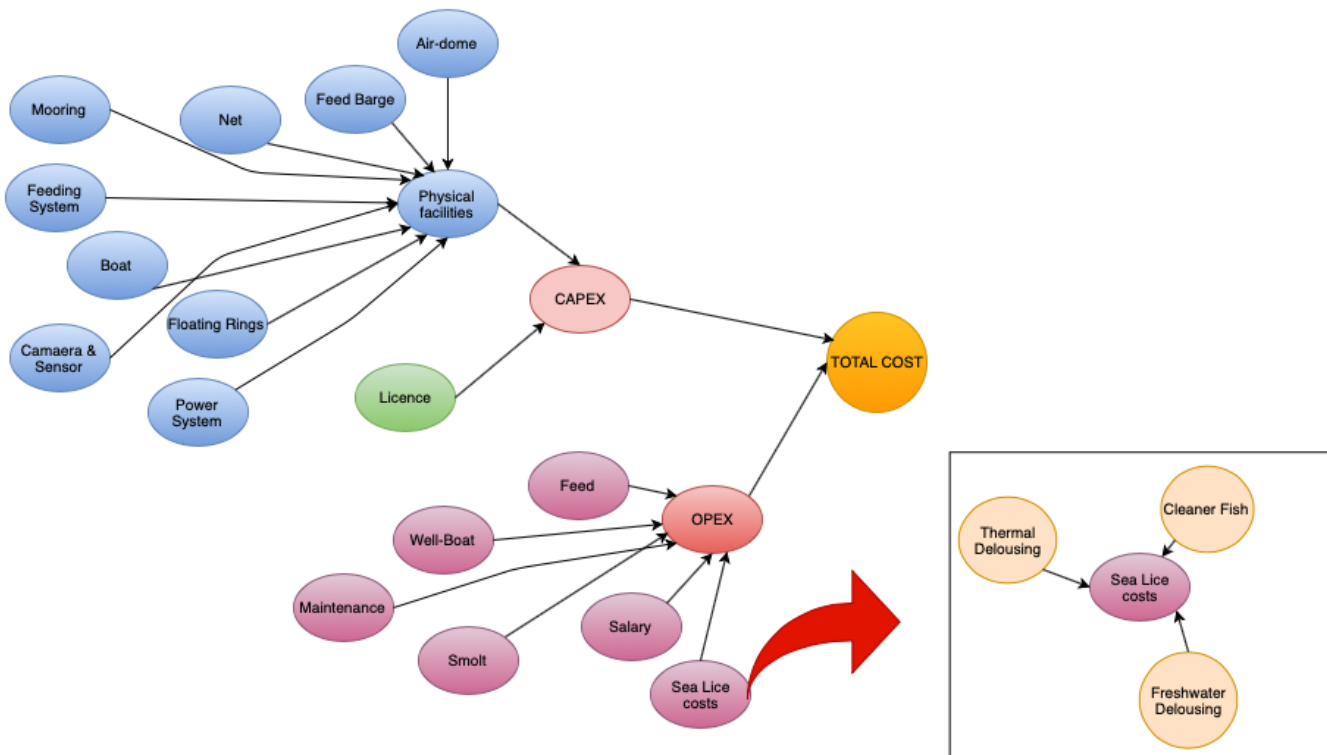 Air-dome
Feed Barge
Mooring
Net
Feeding
System
Physical
facilities
Boat
CAPEX
Floating Rings
Camaera &
Sensor
TOTAL COST
Licence
Power
System
Feed
OPEX
Well-Boat
Maintenance
Salary
Smolt
Sea Lice
costs
Cleaner Fish
Thermal
Delousing
Sea Lice
costs
Freshwater
Delousing